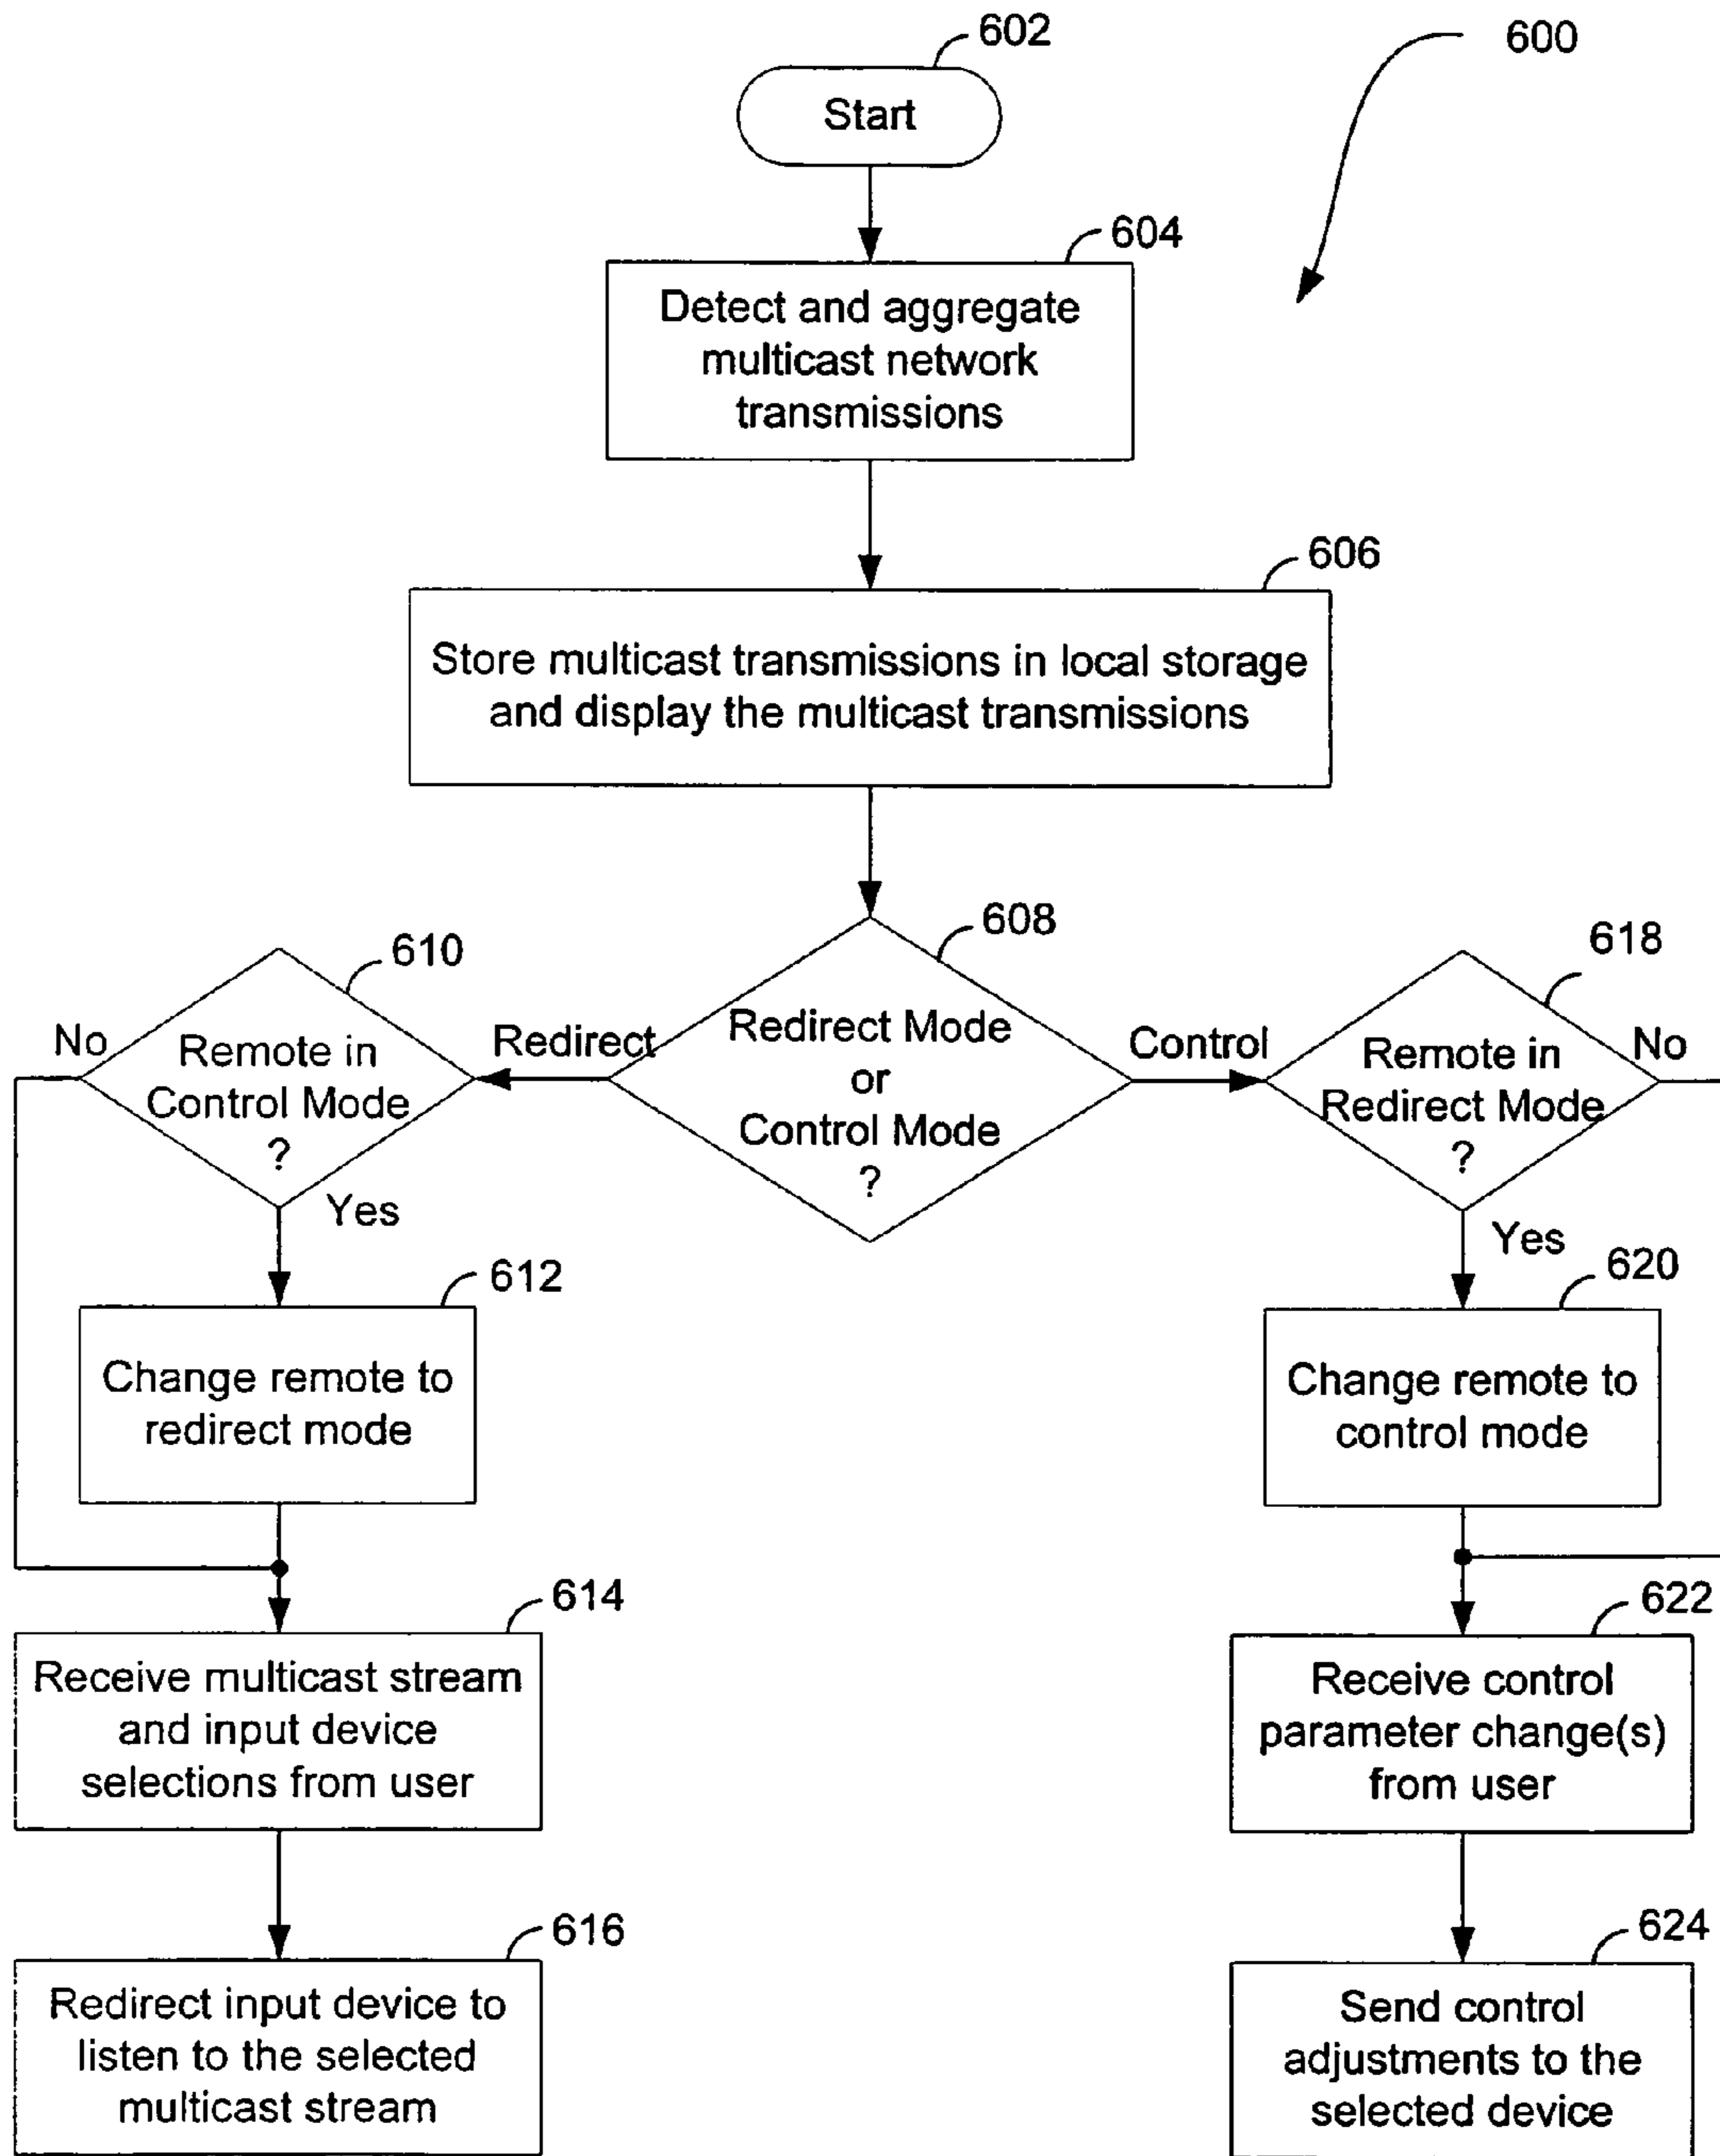 602
600
Start
604
Detect and aggregate
multicast network
transmissions
606
Store multicast transmissions in local storage
and display the multicast transmissions
608
610
618
No
Remote in
Control Mode
?
Redirect
Redirect Mode
or
Control Mode
?
Control
Remote in
Redirect Mode
?
No
Yes
Yes
612
620
Change remote to
redirect mode
Change remote to
control mode
614
622
Receive multicast stream
and input device
selections from user
Receive control
parameter change(s)
from user
616
624
Redirect input device to
listen to the selected
multicast stream
Send control
adjustments to the
selected device